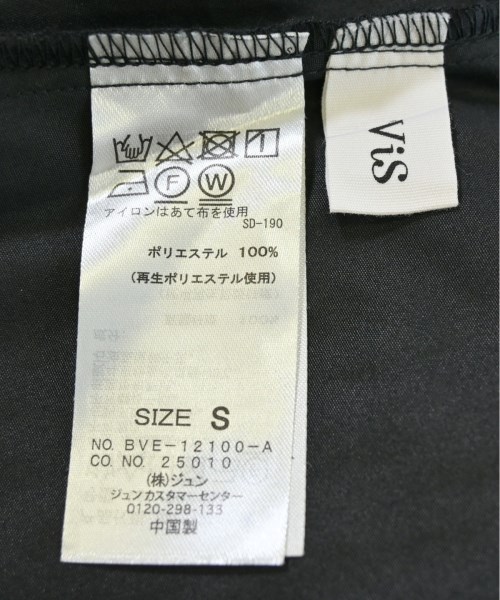 ViS
F W
アイロンはあて布を使用
SD-190
ポリエステル 100%
(再生ポリエステル使用)
SIZE S
NO. BVE-12100-A
CO. NO. 25010
(株)ジュン
ジュンカスタマーセンター
0120-298-133
中国製